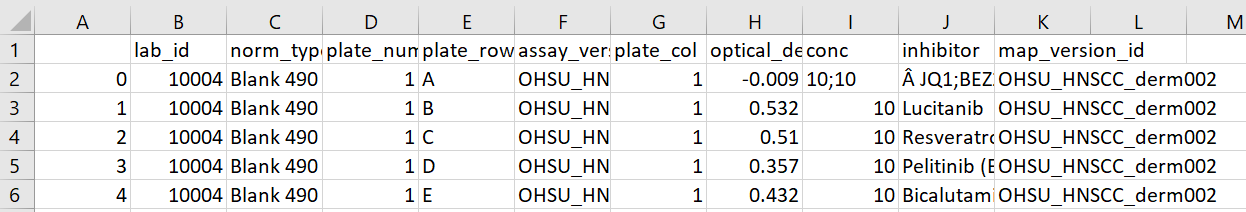 A B C D E F G H I J K L M
1 lab_id norm_type plate_num plate_row assay_ver plate_col optical_de conc inhibitor map_version_id
2 0 10004 Blank 490 1 A OHSU_HN 1 -0.009 10;10 Â JQ1;BEZ OHSU_HNSCC_derm002
3 1 10004 Blank 490 1 B OHSU_HN 1 0.532 10 Lucitanib OHSU_HNSCC_derm002
4 2 10004 Blank 490 1 C OHSU_HN 1 0.51 10 Resveratro OHSU_HNSCC_derm002
5 3 10004 Blank 490 1 D OHSU_HN 1 0.357 10 Pelitinib (E OHSU_HNSCC_derm002
6 4 10004 Blank 490 1 E OHSU_HN 1 0.432 10 Bicalutami OHSU_HNSCC_derm002